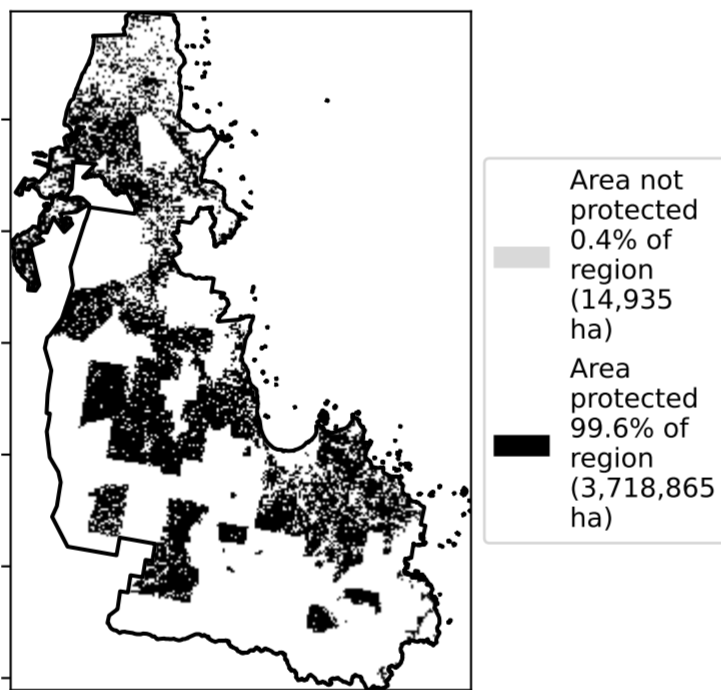 Area not
protected
0.4% of
region
(14,935
ha)
Area
protected
99.6% of
region
(3,718,865
ha)